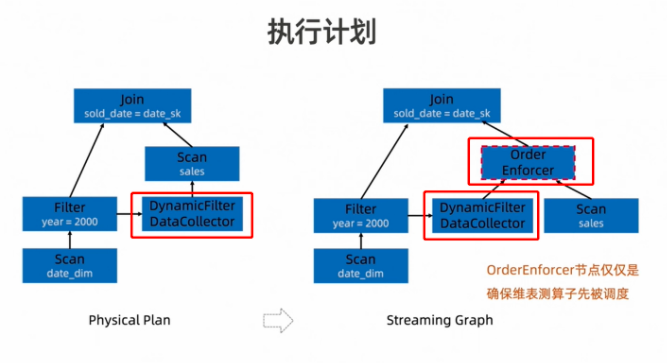 执行计划
Join
sold_date = date_sk
Scan
sales
Filter
year = 2000
DynamicFilter
DataCollector
Scan
date_dim
Physical Plan
Join
sold_date = date_sk
Order
Enforcer
Filter
year = 2000
DynamicFilter
DataCollector
Scan
sales
Scan
date_dim
OrderEnforcer节点仅仅是
确保维表测算子先被调度
Streaming Graph